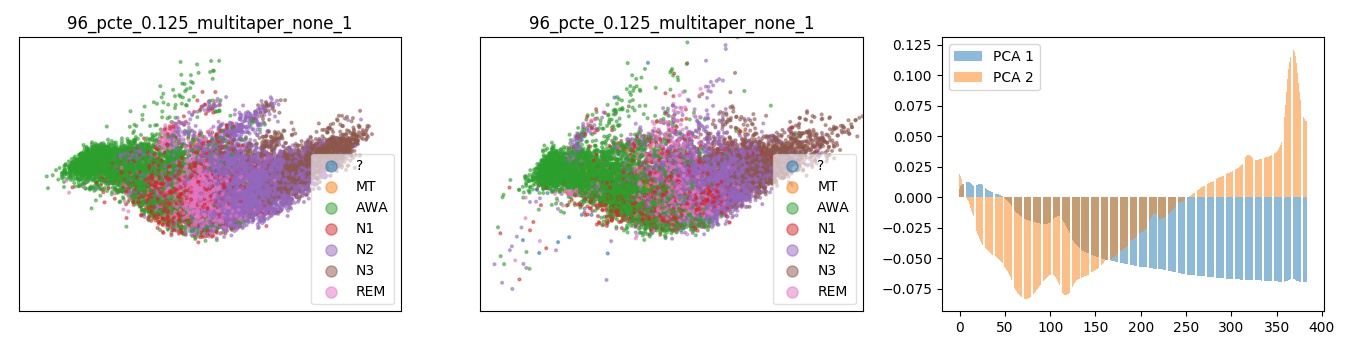 96_pcte_0.125_multitaper_none_1
?
MT
AWA
N1
N2
N3
REM
96_pcte_0.125_multitaper_none_1
?
MT
AWA
N1
N2
N3
REM
PCA 1
PCA 2
0.125
0.100
0.075
0.050
0.025
0.000
−0.025
−0.050
−0.075
0 50 100 150 200 250 300 350 400